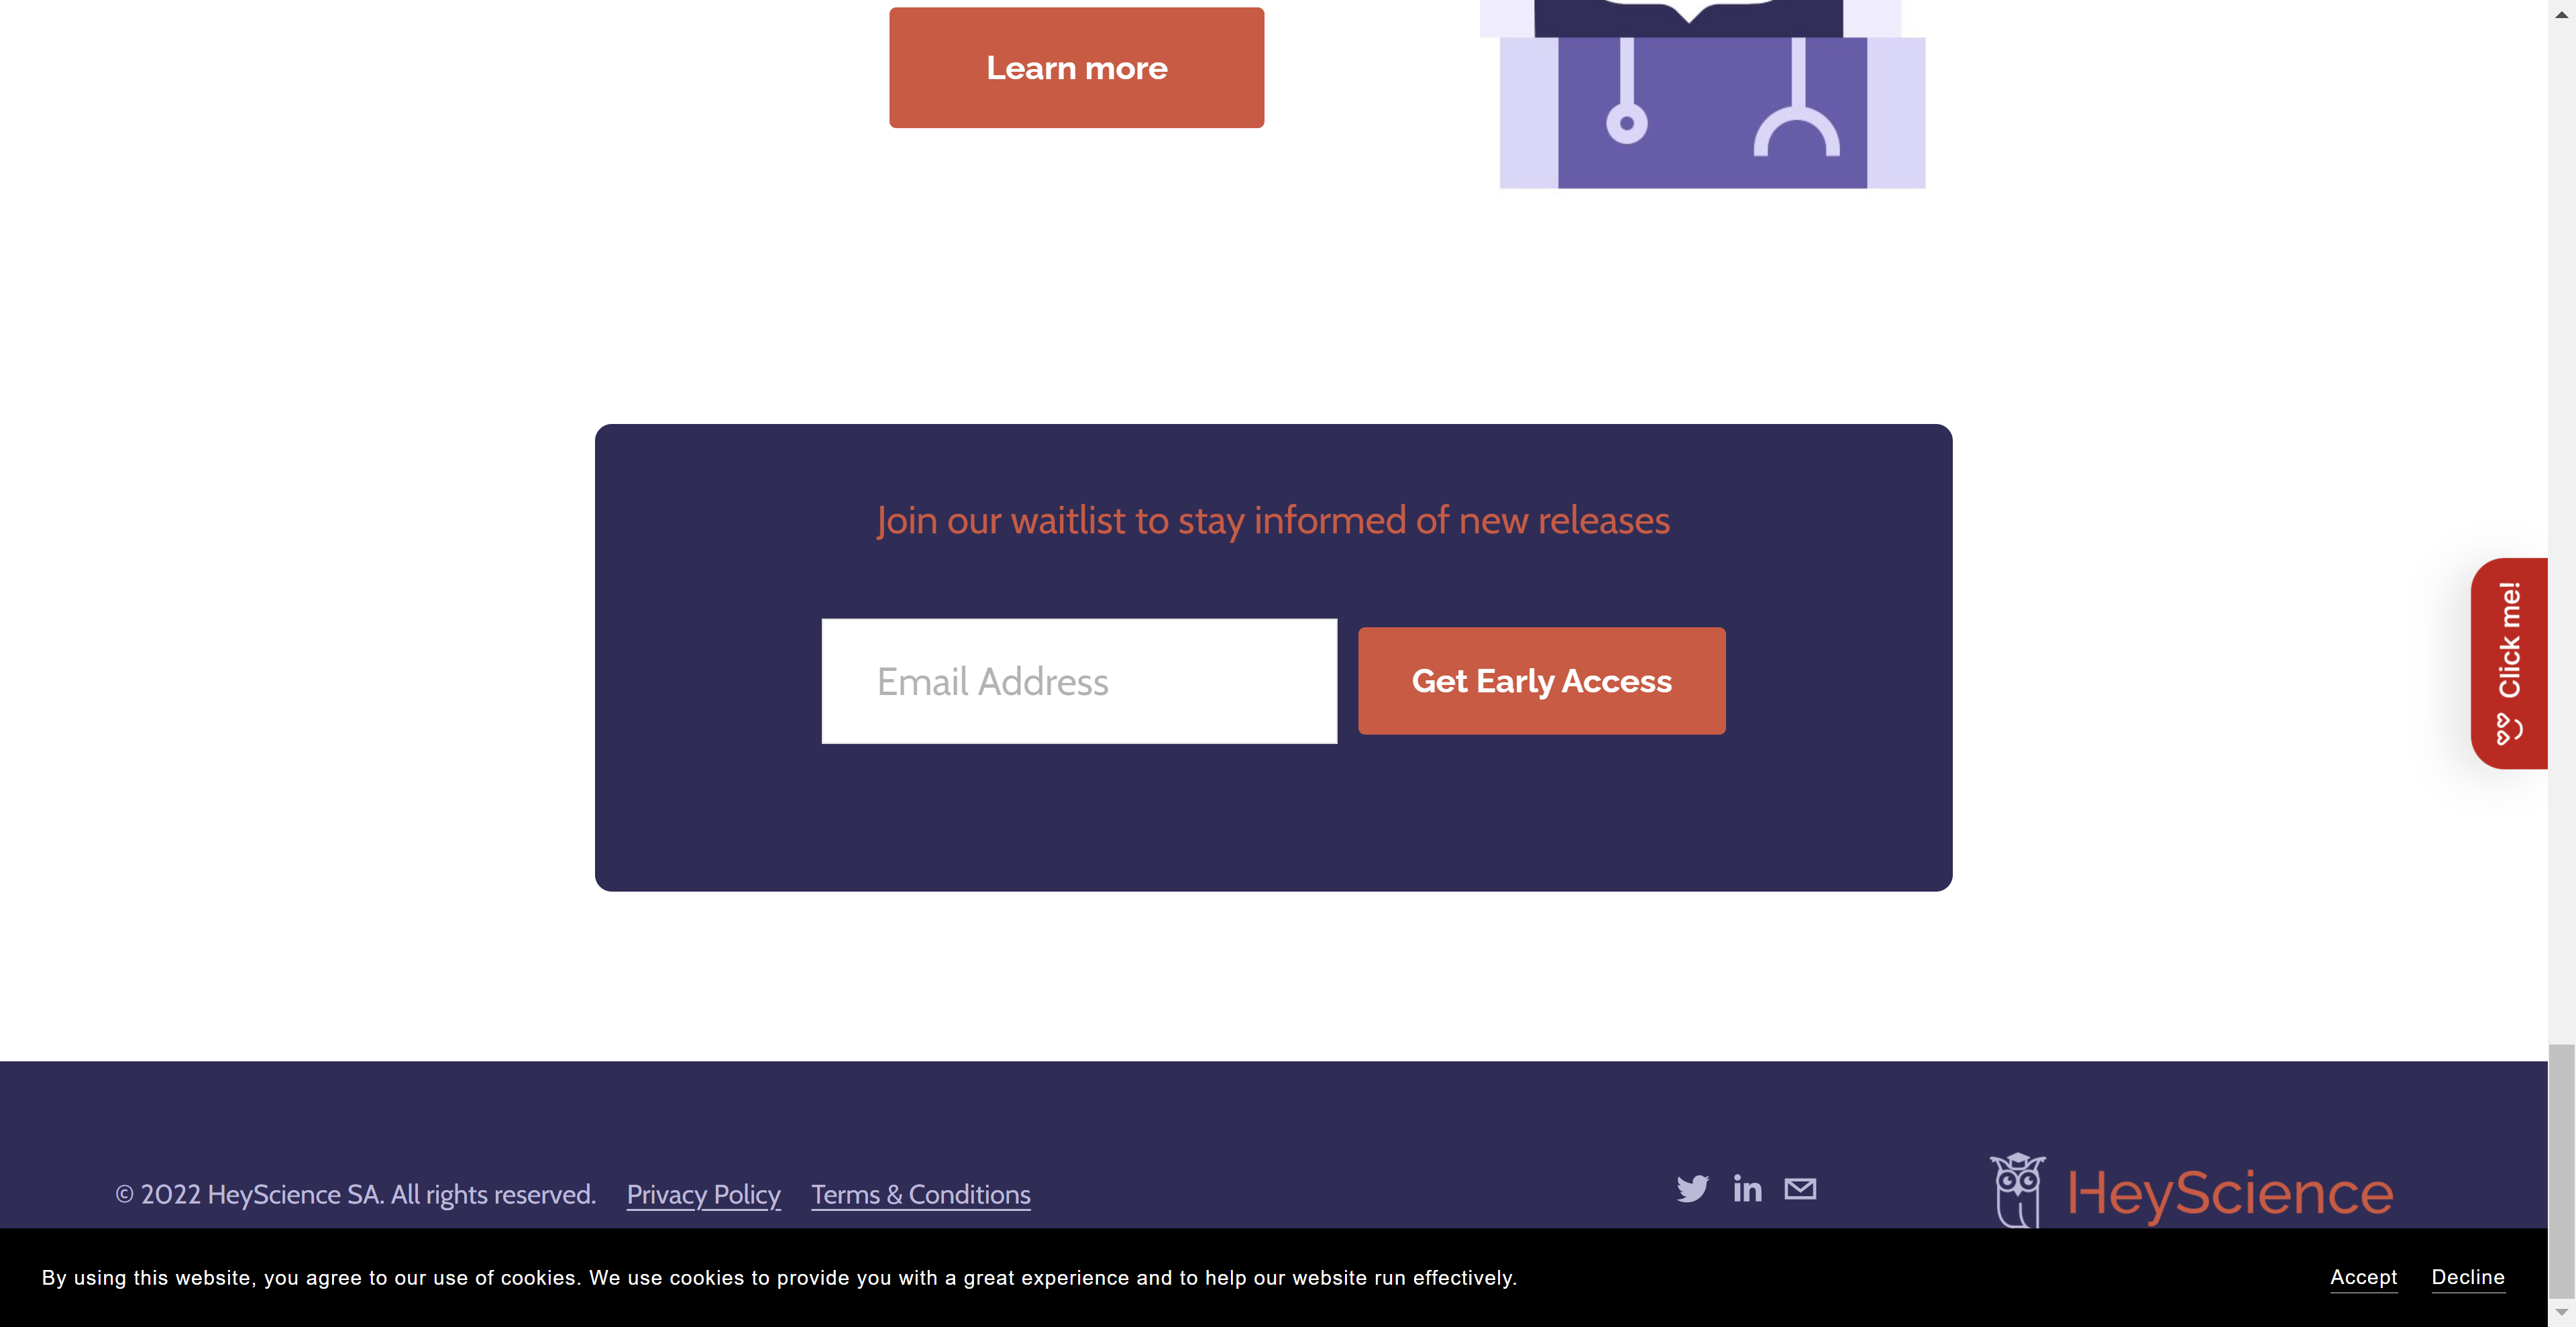 Learn more
Join our waitlist to stay informed of new releases
Email Address
Get Early Access
Click me!
© 2022 HeyScience SA. All rights reserved. Privacy Policy Terms & Conditions
HeyScience
By using this website, you agree to our use of cookies. We use cookies to provide you with a great experience and to help our website run effectively. Accept Decline